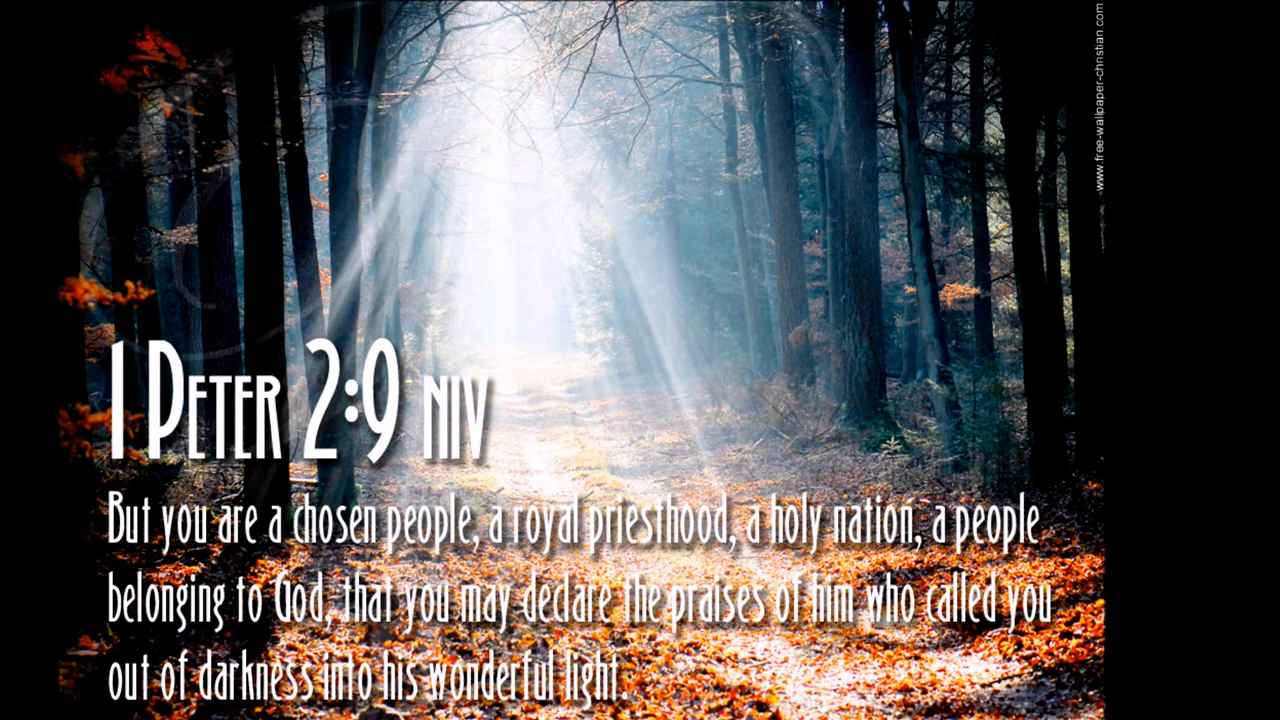 www.free-wallpaper-christian.com
1 Peter 2:9 NIV
But you are a chosen people, a royal priesthood, a holy nation, a people
belonging to God, that you may declare the praises of him who called you
out of darkness into his wonderful light.